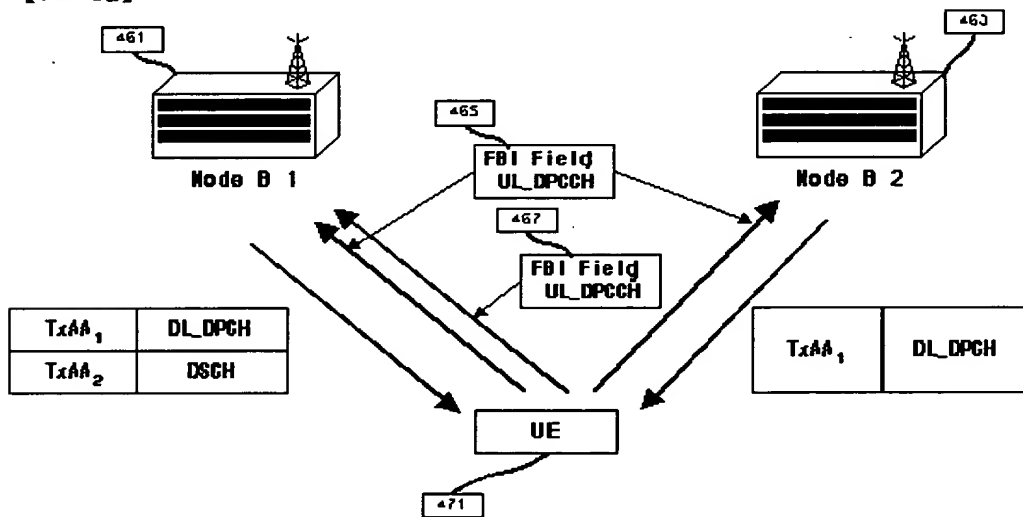 461
463
465
FBI Field
UL_DPCCH
Node B 1
Node B 2
467
FBI Field
UL_DPCCH
TxAA1 DL_DPCH
TxAA2 DSCH
TxAA1 DL_DPCH
UE
471